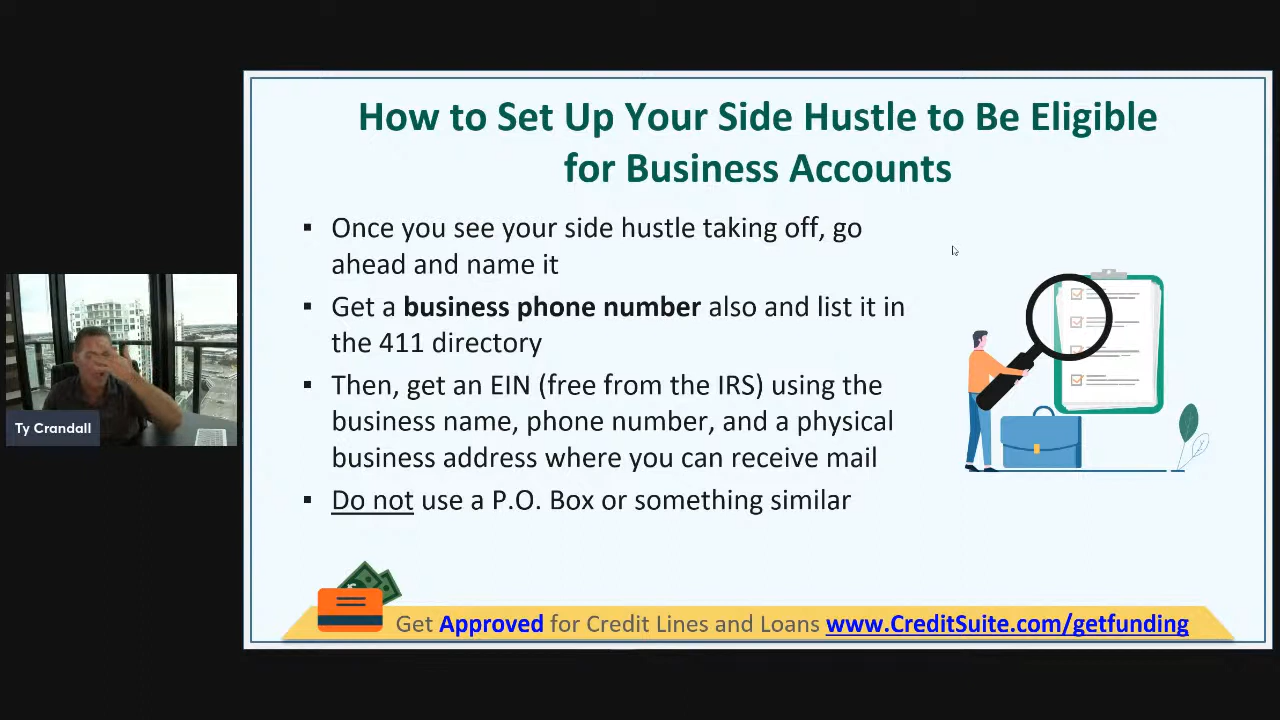 How to Set Up Your Side Hustle to Be Eligible
for Business Accounts
▪ Once you see your side hustle taking off, go
ahead and name it
▪ Get a business phone number also and list it in
the 411 directory
▪ Then, get an EIN (free from the IRS) using the
business name, phone number, and a physical
business address where you can receive mail
▪ Do not use a P.O. Box or something similar
Ty Crandall
Get Approved for Credit Lines and Loans www.CreditSuite.com/getfunding